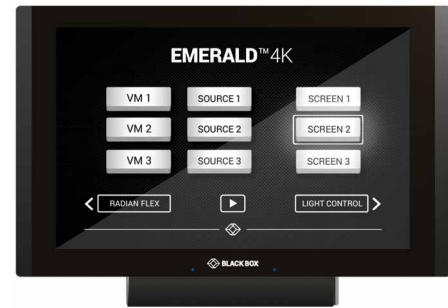 EMERALD™4K
VM 1 SOURCE 1 SCREEN 1
VM 2 SOURCE 2 SCREEN 2
VM 3 SOURCE 3 SCREEN 3
RADIAN FLEX LIGHT CONTROL
BLACK BOX